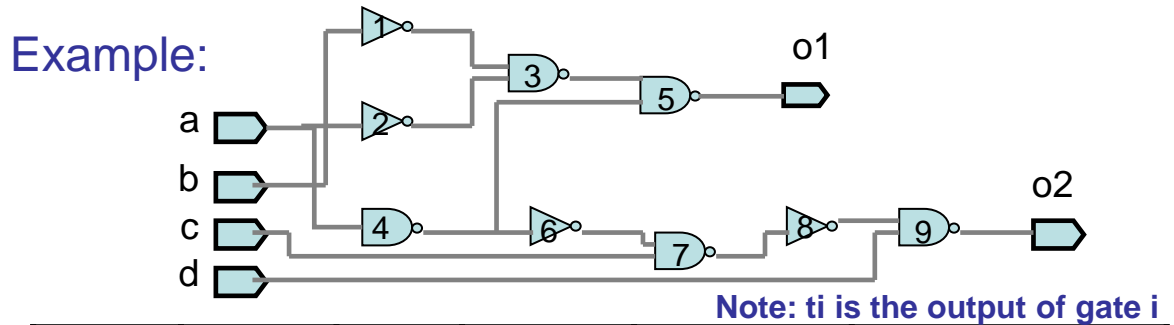 Example:
o1
o2
a
b
c
d
1
2
3
4
5
6
7
8
9
Note: ti is the output of gate i